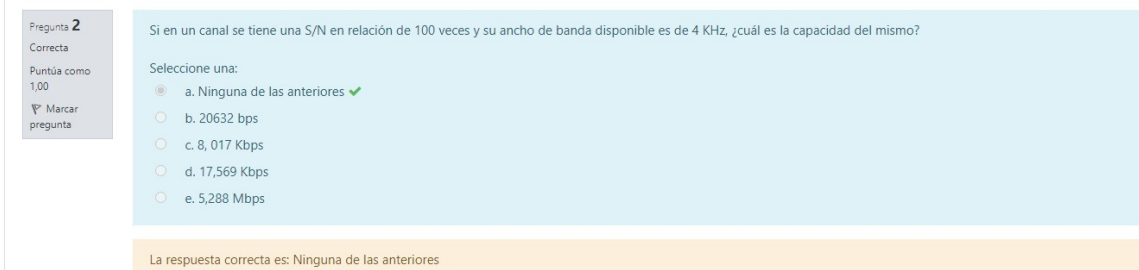 Pregunta 2
Correcta
Puntúa como
1,00
Marcar
pregunta
Si en un canal se tiene una S/N en relación de 100 veces y su ancho de banda disponible es de 4 KHz, ¿cuál es la capacidad del mismo?
Seleccione una:
a. Ninguna de las anteriores
b. 20632 bps
c. 8, 017 Kbps
d. 17,569 Kbps
e. 5,288 Mbps
La respuesta correcta es: Ninguna de las anteriores